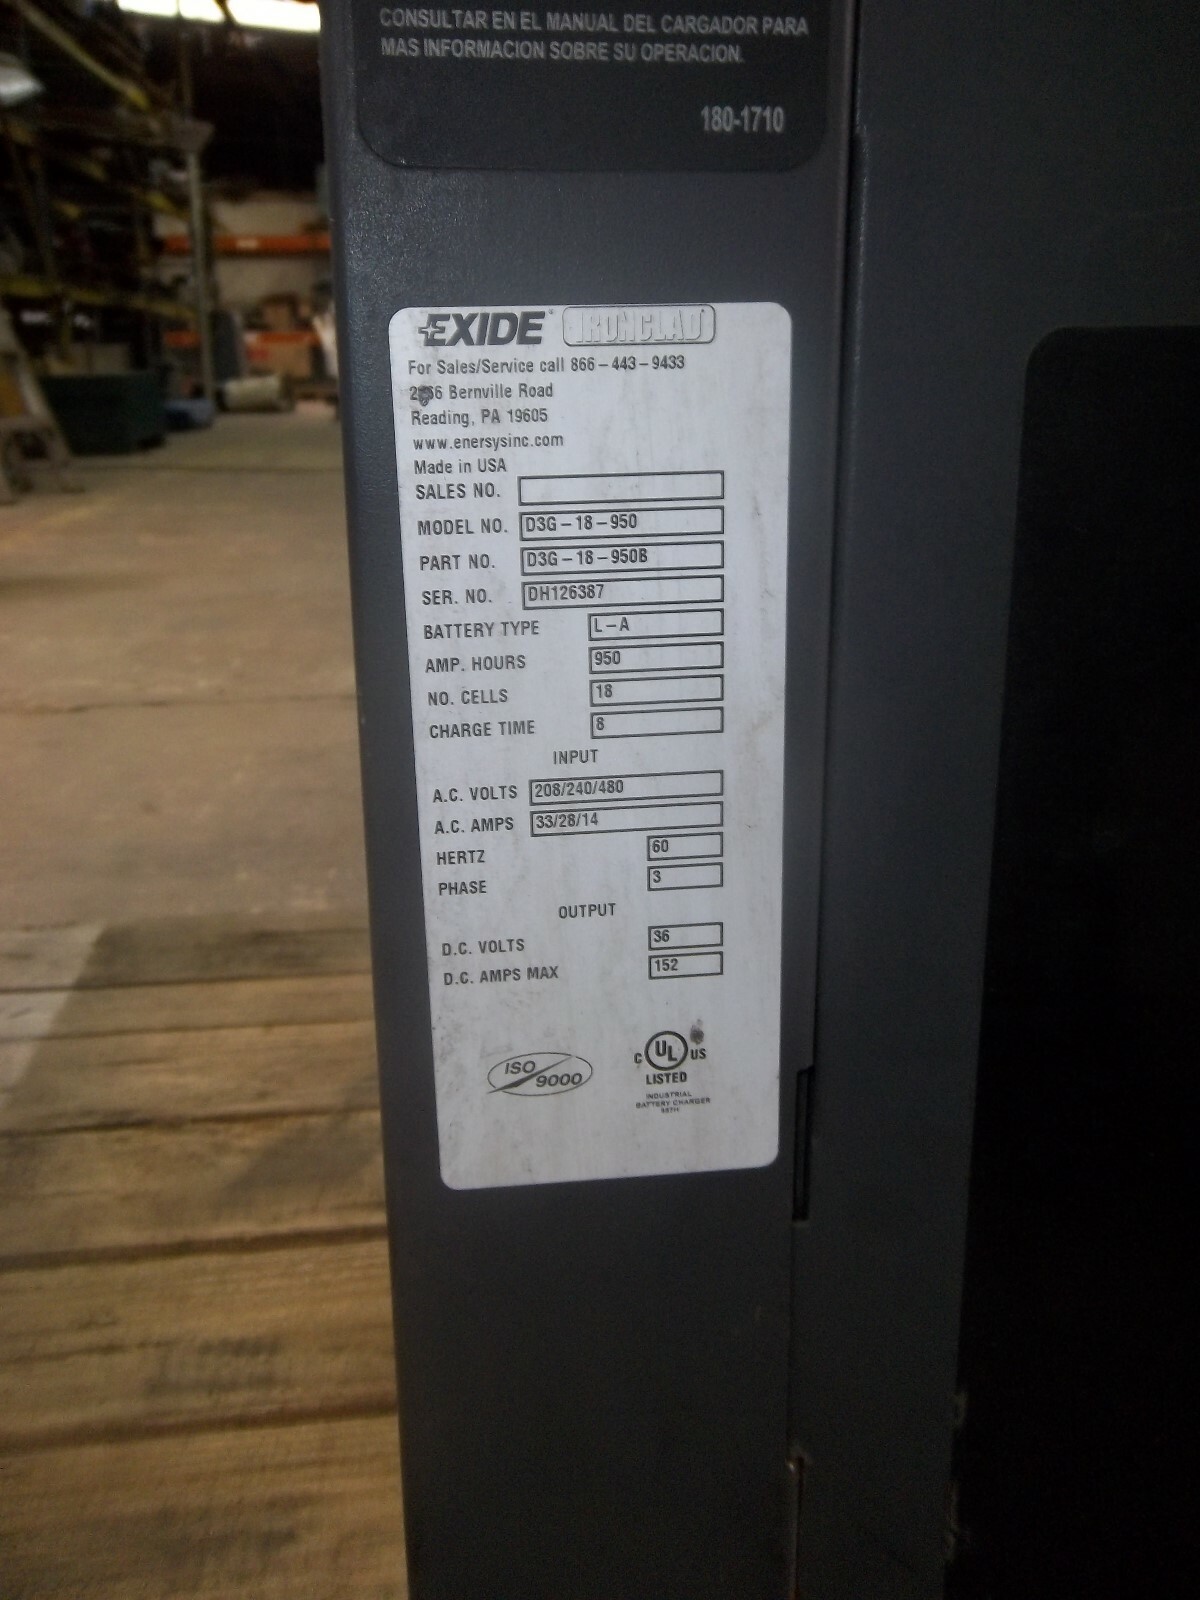 CONSULTAR EN EL MANUAL DEL CARGADOR PARA
MAS INFORMACION SOBRE SU OPERACION.
180-1710
EXIDE® IRONCLAD
For Sales/Service call 866-443-9433
Bernville Road
Reading, PA 19605
www.enersysinc.com
Made in USA
SALES NO.
MODEL NO. D3G-18-950
PART NO. D3G-18-950B
SER. NO. DH126387
BATTERY TYPE L-A
AMP. HOURS 950
NO. CELLS 18
CHARGE TIME 8
INPUT
A.C. VOLTS 208/240/480
A.C. AMPS 33/28/14
HERTZ 60
PHASE 3
OUTPUT
D.C. VOLTS 36
D.C. AMPS MAX 152
ISO 9000
C UL US
LISTED
INDUSTRIAL
BATTERY CHARGER